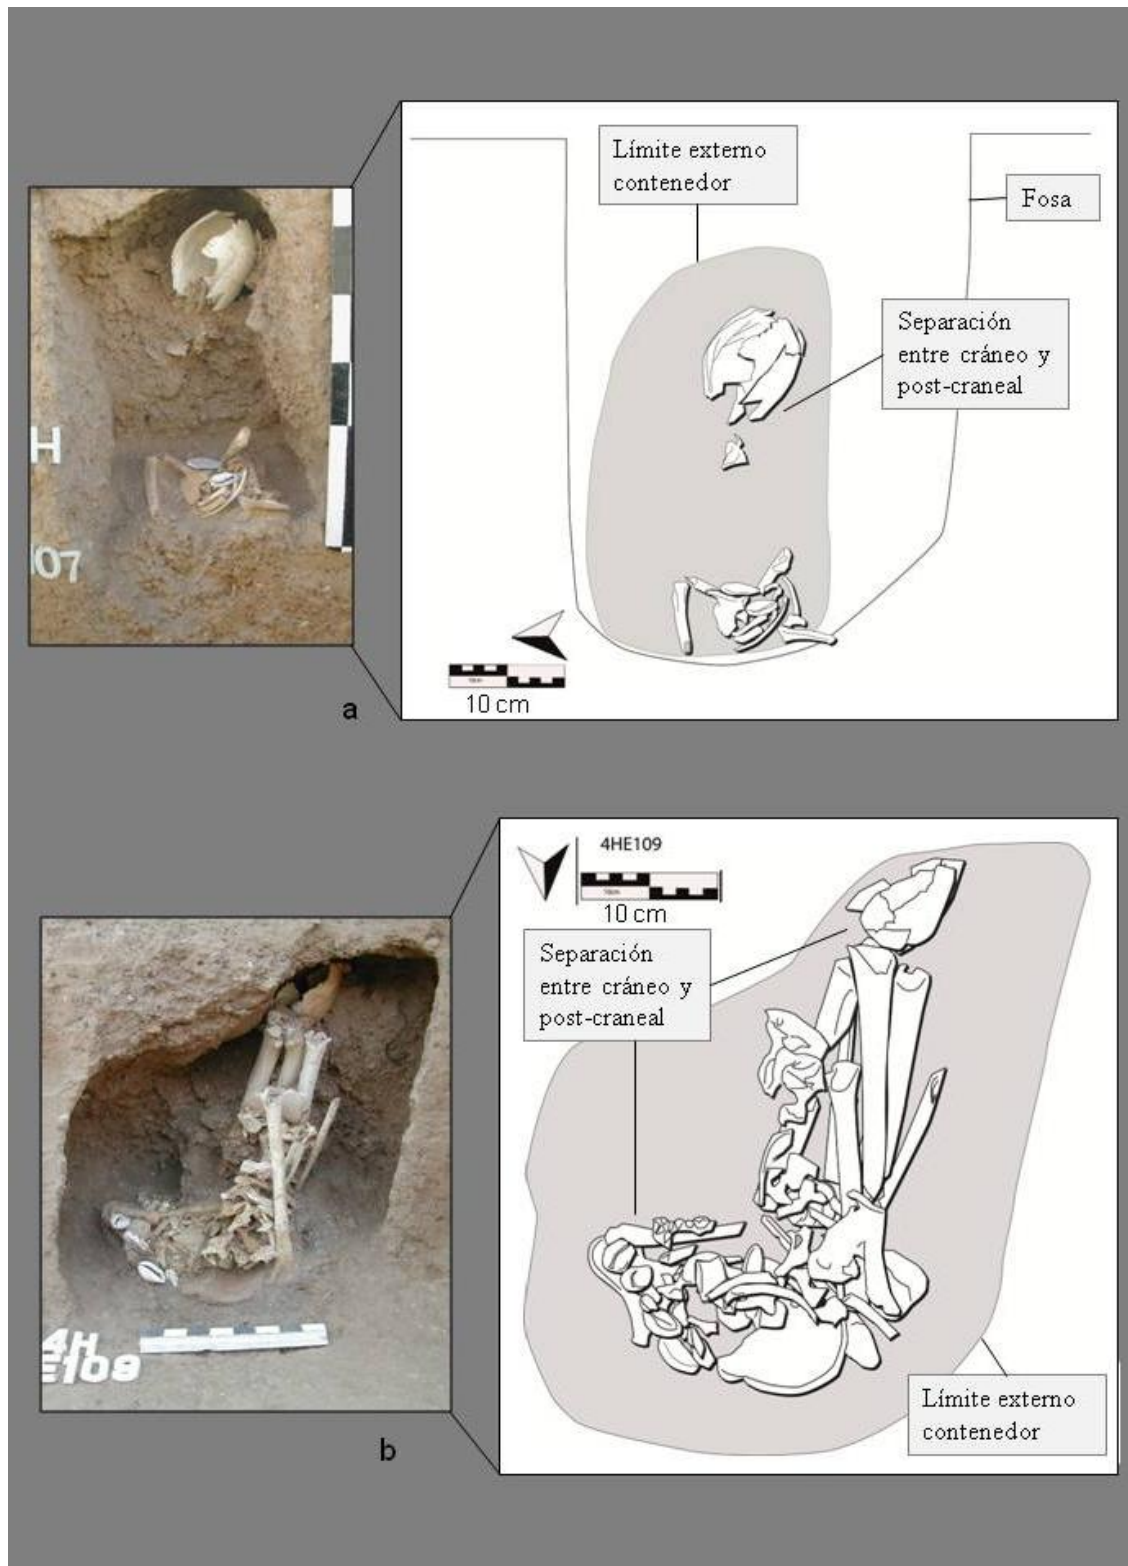 Límite externo
contenedor
Fosa
Separación
entre cráneo y
post-craneal
H
07
10 cm
a
4HE109
10 cm
Separación
entre cráneo y
post-craneal
4H
E109
Límite externo
contenedor
b